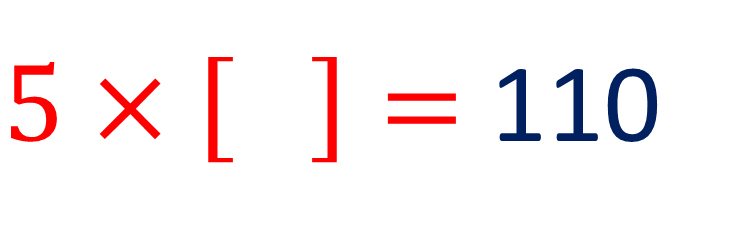 5 × [ ] = 110